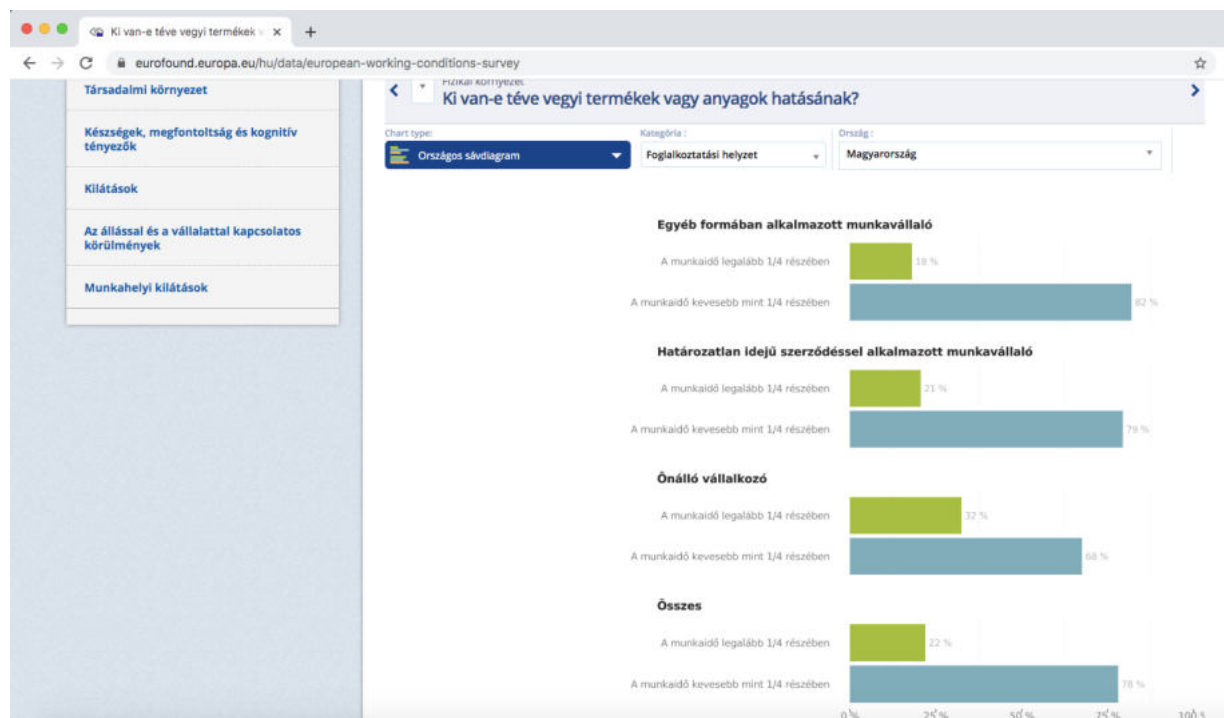 Ki van-e téve vegyi termékek v
eurofound.europa.eu/hu/data/european-working-conditions-survey
Társadalmi környezet
Készségek, megfontoltság és kognitív
tényezők
Kilátások
Az állással és a vállalattal kapcsolatos
körülmények
Munkahelyi kilátások
Fizikai környezet
Ki van-e téve vegyi termékek vagy anyagok hatásának?
Chart type:
Kategória :
Ország :
Országos sávdiagram
Foglalkoztatási helyzet
Magyarország
Egyéb formában alkalmazott munkavállaló
A munkaidő legalább 1/4 részében
18 %
A munkaidő kevesebb mint 1/4 részében
82 %
Határozatlan idejű szerződéssel alkalmazott munkavállaló
A munkaidő legalább 1/4 részében
21 %
A munkaidő kevesebb mint 1/4 részében
79 %
Önálló vállalkozó
A munkaidő legalább 1/4 részében
32 %
A munkaidő kevesebb mint 1/4 részében
68 %
Összes
A munkaidő legalább 1/4 részében
22 %
A munkaidő kevesebb mint 1/4 részében
78 %
0 %
25 %
50 %
75 %
100 %